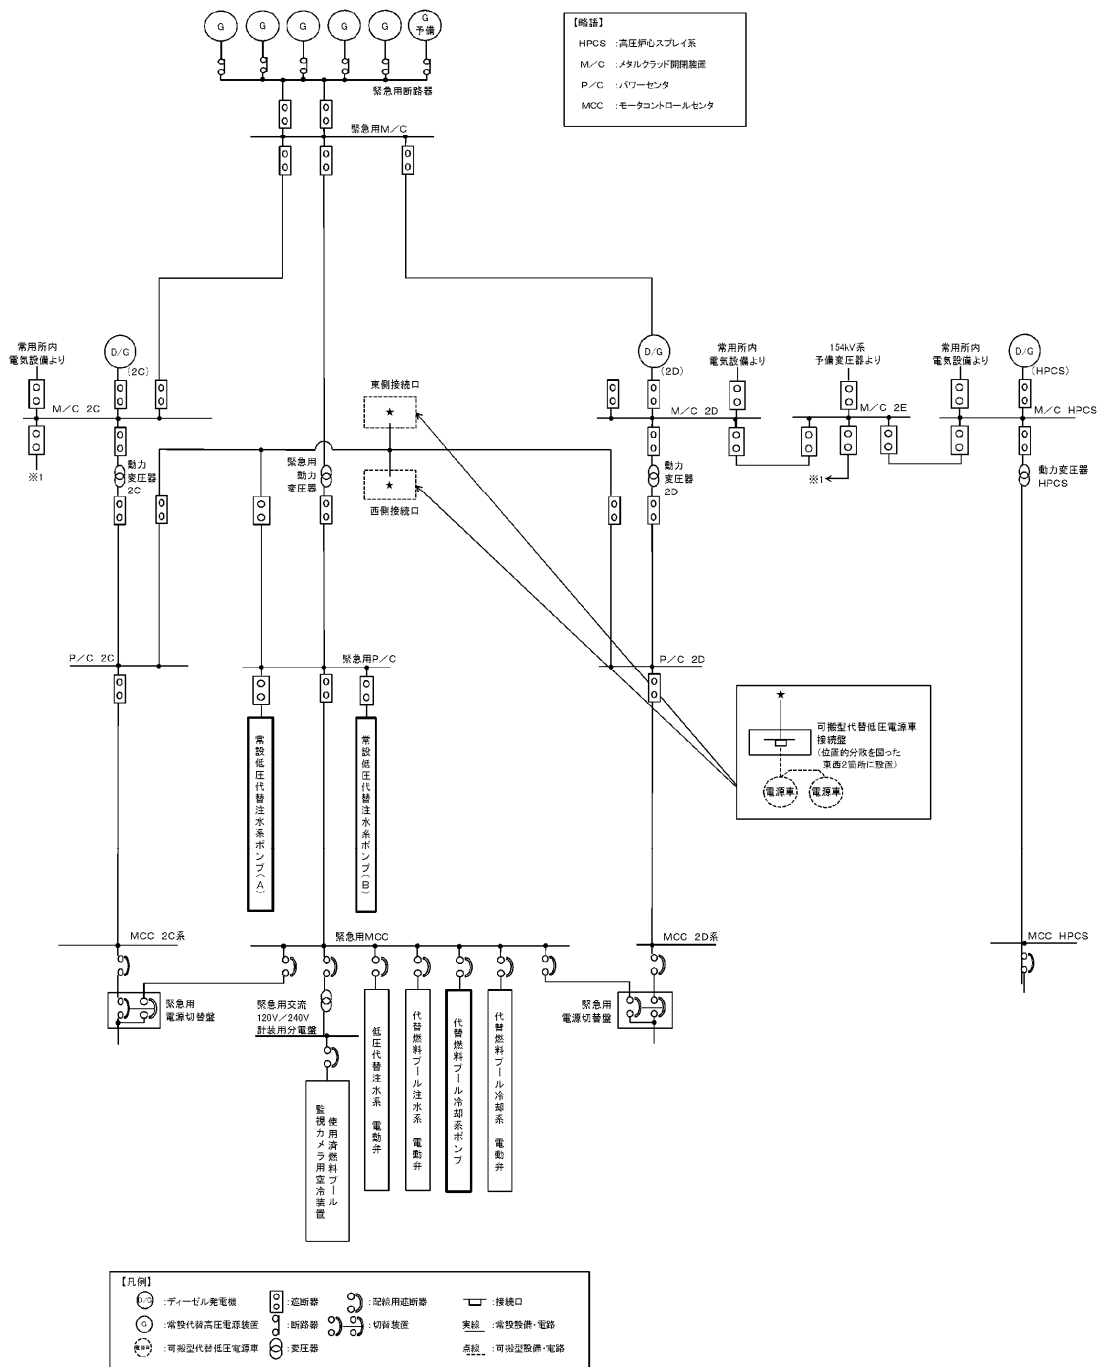 G
G
G
G
G
G
予備
緊急用断路器
【略語】
HPCS :高圧炉心スプレイ系
M/C :メタルクラッド開閉装置
P/C :パワーセンタ
MCC :モータコントロールセンタ
緊急用M/C
常用所内
電気設備より
D/G
(2C)
M/C 2C
※1
動力
変圧器
2C
東側接続口
★
緊急用
動力
変圧器
★
西側接続口
D/G
(2D)
常用所内
電気設備より
M/C 2D
動力
変圧器
2D
154kV系
予備変圧器より
M/C 2E
※1
常用所内
電気設備より
D/G
(HPCS)
M/C HPCS
動力変圧器
HPCS
P/C 2C
緊急用P/C
P/C 2D
常設低圧代替注水系ポンプ(A)
常設低圧代替注水系ポンプ(B)
★
可搬型代替低圧電源車
接続盤
(位置的分散を図った
東西2箇所に設置)
電源車
電源車
MCC 2C系
緊急用MCC
MCC 2D系
MCC HPCS
緊急用
電源切替盤
緊急用交流
120V/240V
計装用分電盤
緊急用
電源切替盤
使用済燃料プール
監視カメラ用空冷装置
低圧代替注水系 電動弁
代替燃料プール注水系 電動弁
代替燃料プール冷却系ポンプ
代替燃料プール冷却系 電動弁
【凡例】
D/G :ディーゼル発電機
:遮断器
:配線用遮断器
:接続口
G :常設代替高圧電源装置
:断路器
:切替装置
実線 :常設設備・電路
電源車 :可搬型代替低圧電源車
:変圧器
点線 :可搬型設備・電路